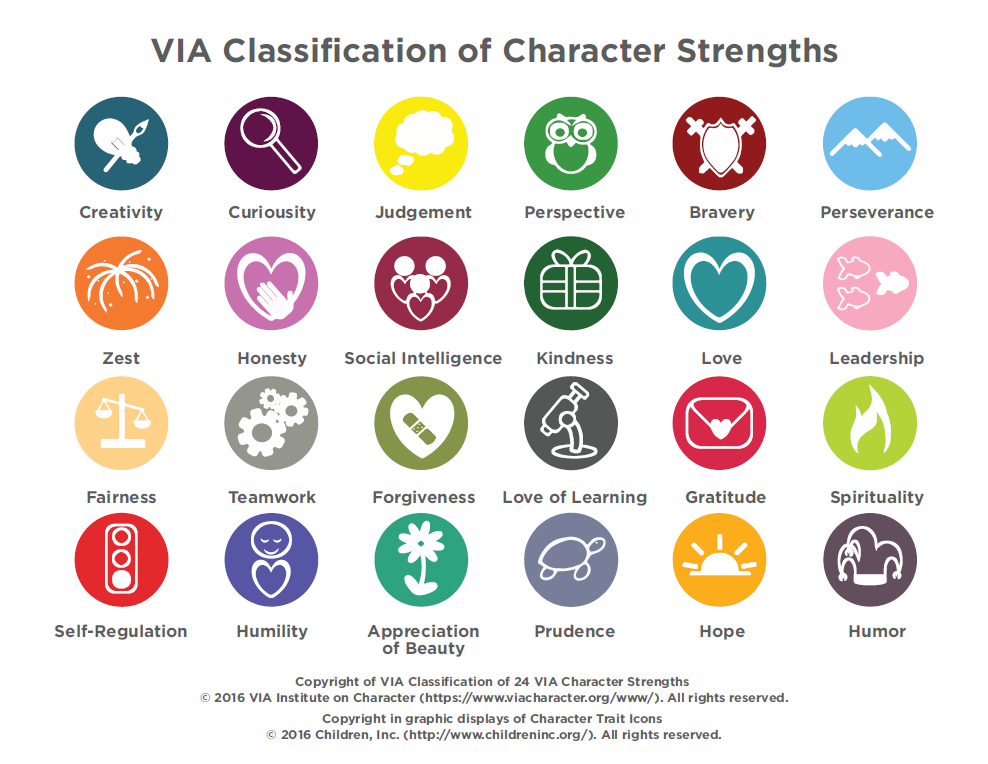 VIA Classification of Character Strengths
Creativity Curiousity Judgement Perspective Bravery Perseverance
Zest Honesty Social Intelligence Kindness Love Leadership
Fairness Teamwork Forgiveness Love of Learning Gratitude Spirituality
Self-Regulation Humility Appreciation Prudence Hope Humor
of Beauty
Copyright of VIA Classification of 24 VIA Character Strengths
© 2016 VIA Institute on Character (https://www.viacharacter.org/www/). All rights reserved.
Copyright in graphic displays of Character Trait Icons
© 2016 Children, Inc. (http://www.childreninc.org/). All rights reserved.